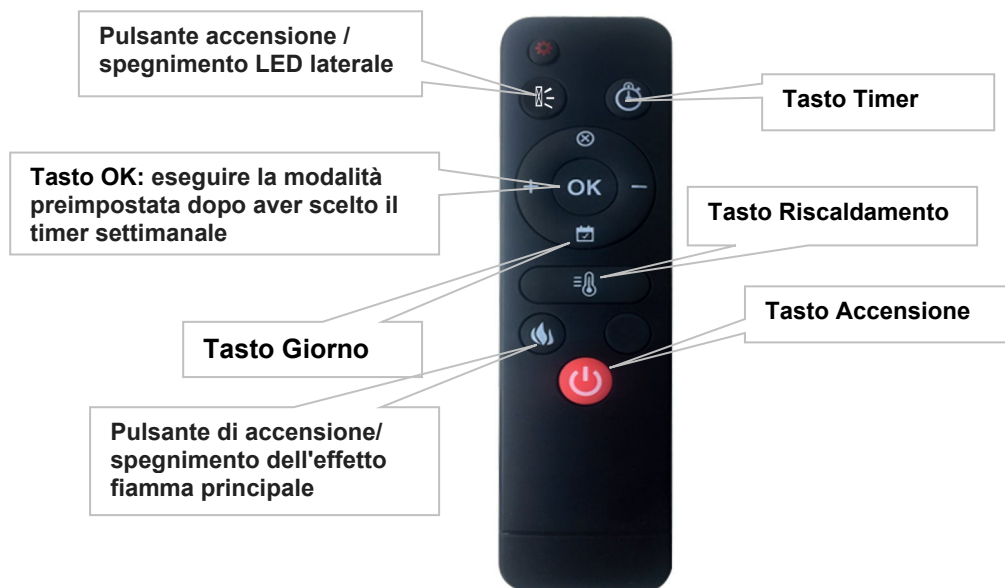 Pulsante accensione /
spegnimento LED laterale
Tasto Timer
Tasto OK: eseguire la modalità
preimpostata dopo aver scelto il
timer settimanale
+ OK -
Tasto Riscaldamento
Tasto Accensione
Tasto Giorno
Pulsante di accensione/
spegnimento dell'effetto
fiamma principale